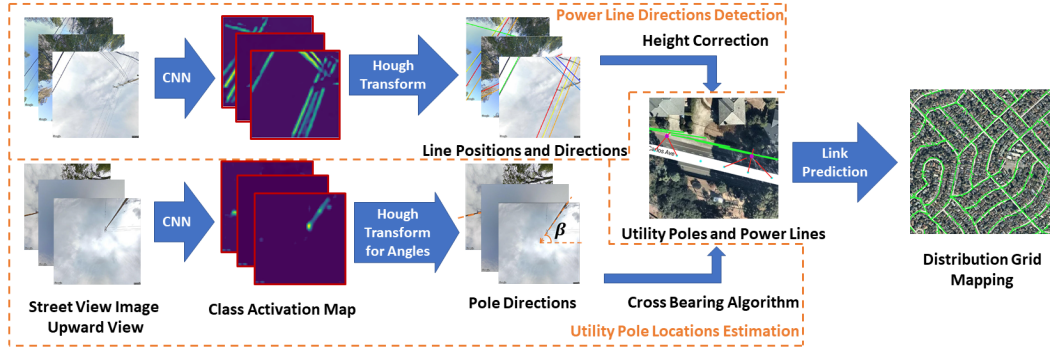 Power Line Directions Detection
Height Correction
CNN
Hough
Transform
Line Positions and Directions
Carlos Ave
Link
Prediction
CNN
Hough
Transform
for Angles
β
Utility Poles and Power Lines
Distribution Grid
Mapping
Street View Image
Upward View
Class Activation Map
Pole Directions
Cross Bearing Algorithm
Utility Pole Locations Estimation